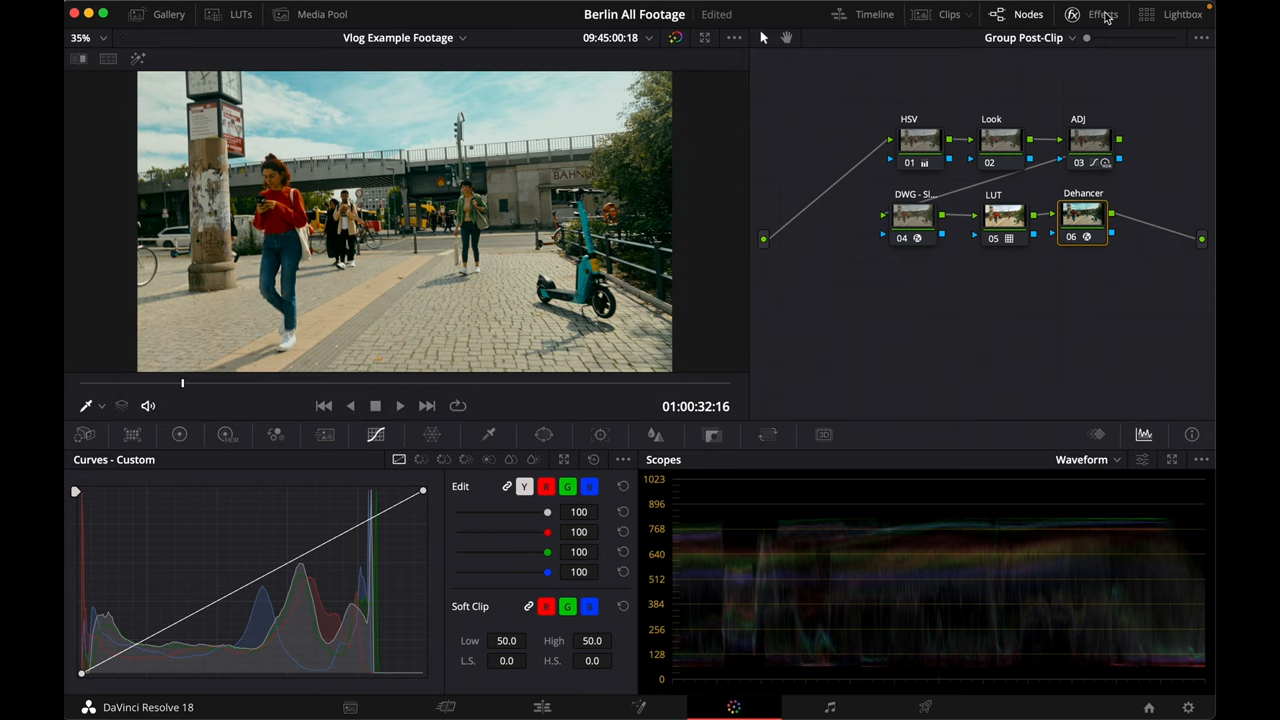 Gallery LUTs Media Pool Berlin All Footage Edited Timeline Clips Nodes Effects Lightbox
35% Vlog Example Footage 09:45:00:18 Group Post-Clip
HSV Look ADJ
01 02 03
DWG - Sl... LUT Dehancer
04 05 06
BAHN
01:00:32:16
HDR
3D
Curves - Custom Scopes Waveform
Edit Y R G B
100
100
100
100
Soft Clip R G B
Low 50.0 High 50.0
L.S. 0.0 H.S. 0.0
1023
896
768
640
512
384
256
128
0
DaVinci Resolve 18